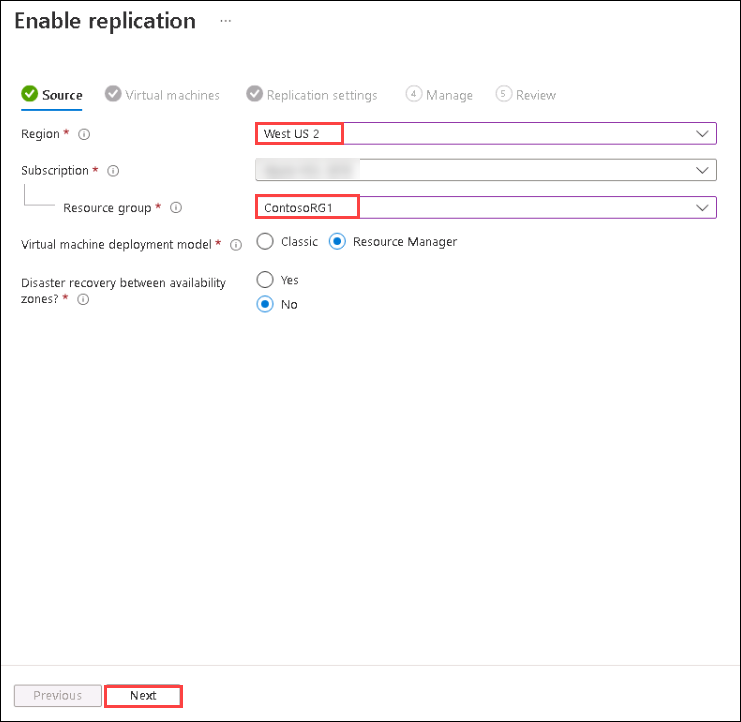 Enable replication ...
Source Virtual machines Replication settings 4 Manage 5 Review
Region * West US 2
Subscription *
Resource group * ContosoRG1
Virtual machine deployment model * Classic Resource Manager
Disaster recovery between availability zones? * Yes
No
Previous Next